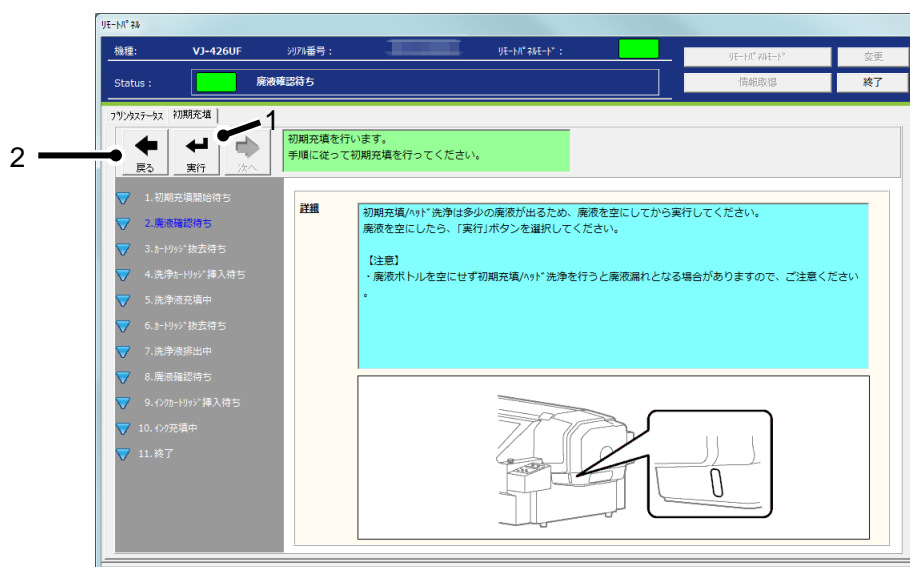 ﾘﾓｰﾄﾊﾟﾈﾙ
機種: VJ-426UF ｼﾘｱﾙ番号： ﾘﾓｰﾄﾊﾟﾈﾙﾓｰﾄﾞ：
ﾘﾓｰﾄﾊﾟﾈﾙﾓｰﾄﾞ 変更
Status： 廃液確認待ち
情報取得 終了
ﾌﾟﾘﾝﾀｽﾃｰﾀｽ 初期充填
1
2
戻る 実行 次へ
初期充填を行います。
手順に従って初期充填を行ってください。
1.初期充填開始待ち
2.廃液確認待ち
3.ｶｰﾄﾘｯｼﾞ抜去待ち
4.洗浄ｶｰﾄﾘｯｼﾞ挿入待ち
5.洗浄液充填中
6.ｶｰﾄﾘｯｼﾞ抜去待ち
7.洗浄液排出中
8.廃液確認待ち
9.ｲﾝｸｶｰﾄﾘｯｼﾞ挿入待ち
10.ｲﾝｸ充填中
11.終了
詳細
初期充填/ﾍｯﾄﾞ洗浄は多少の廃液が出るため、廃液を空にしてから実行してください。
廃液を空にしたら、「実行」ボタンを選択してください。
【注意】
・廃液ボトルを空にせず初期充填/ﾍｯﾄﾞ洗浄を行うと廃液漏れとなる場合がありますので、ご注意ください
。